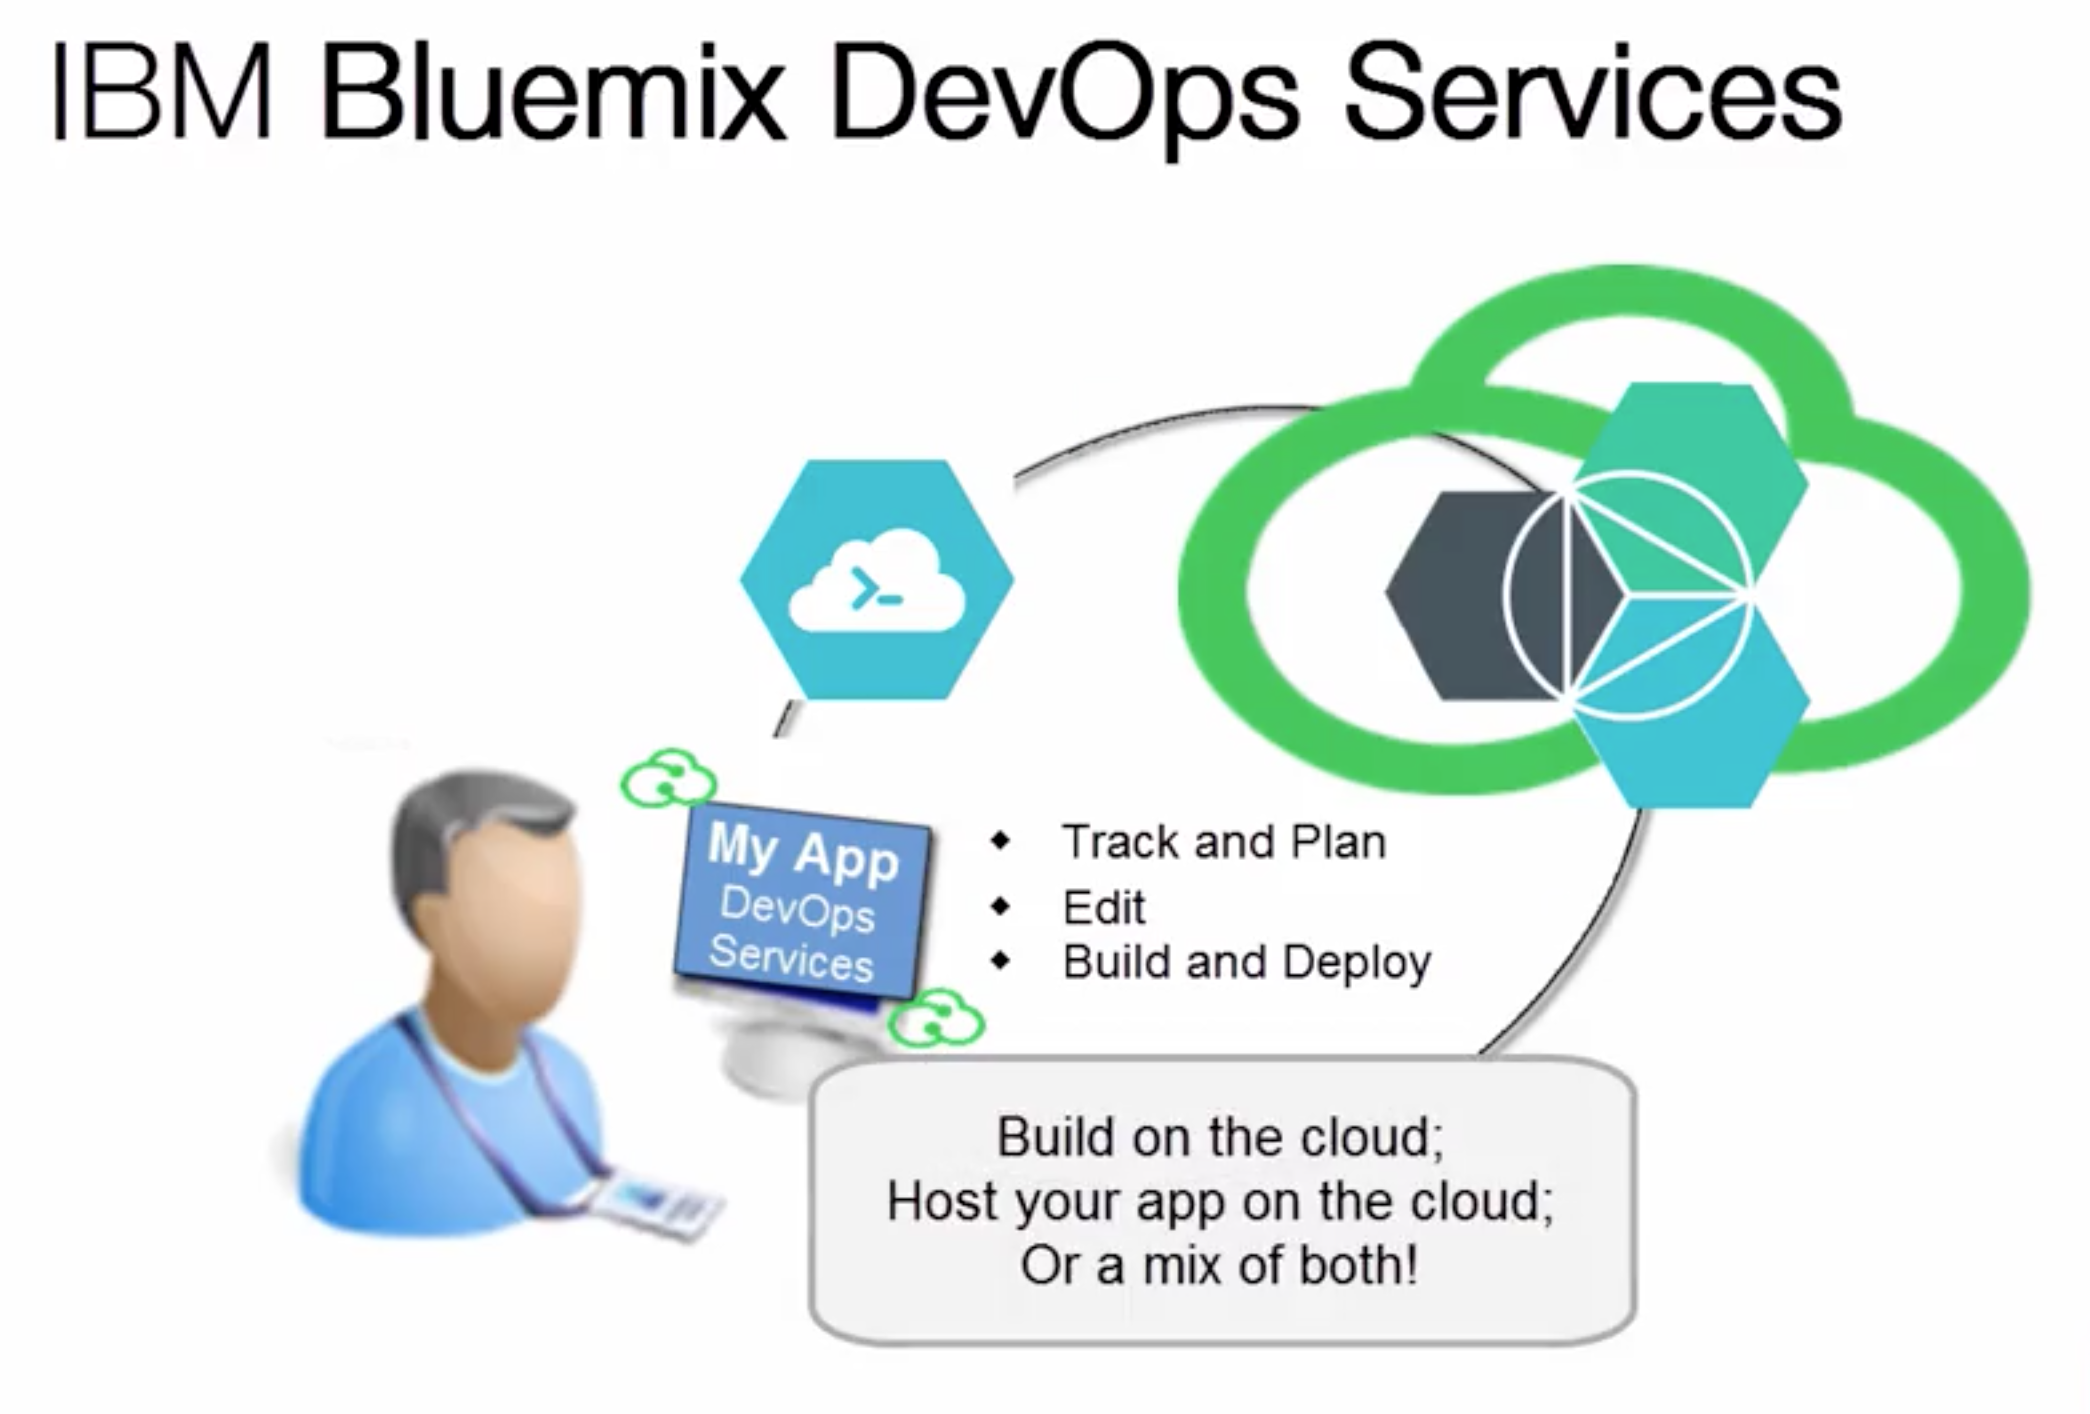 IBM Bluemix DevOps Services
>_
My App
DevOps
Services
Track and Plan
Edit
Build and Deploy
Build on the cloud;
Host your app on the cloud;
Or a mix of both!